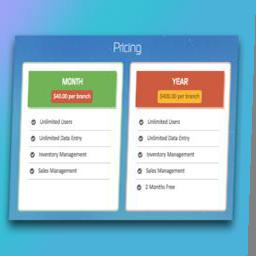 Pricing
MONTH
$40.00 per branch
Unlimited Users
Unlimited Data Entry
Inventory Management
Sales Management
YEAR
$400.00 per branch
Unlimited Users
Unlimited Data Entry
Inventory Management
Sales Management
2 Months Free